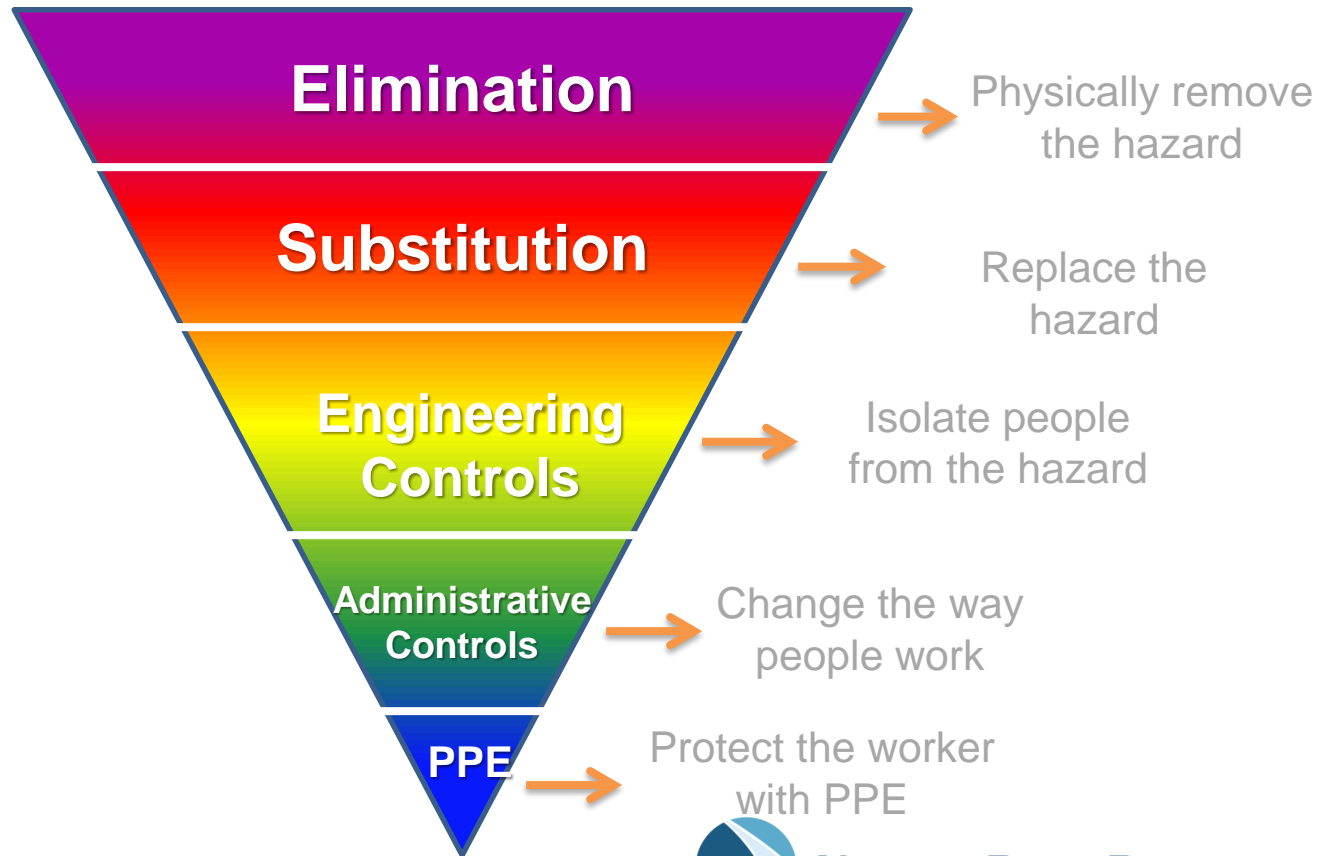 Elimination
Physically remove
the hazard
Substitution
Replace the
hazard
Engineering
Controls
Isolate people
from the hazard
Administrative
Controls
Change the way
people work
PPE
Protect the worker
with PPE